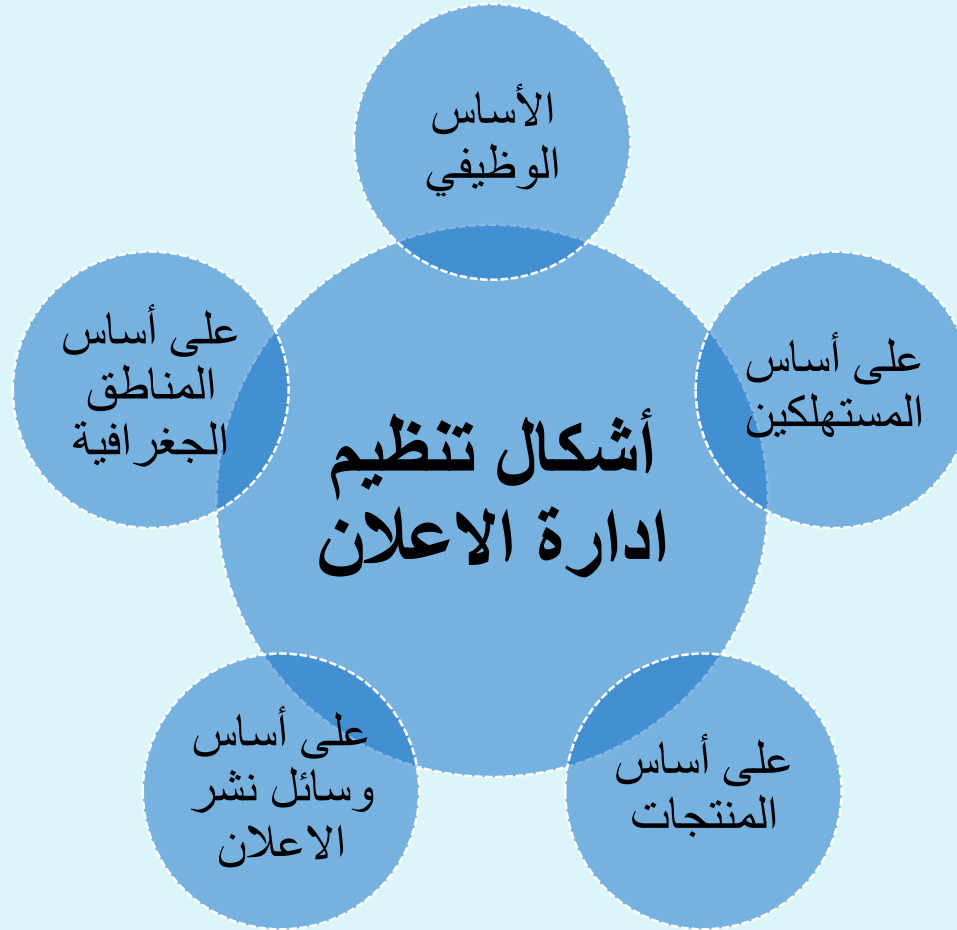 الأساس
الوظيفي
على أساس
المستهلكين
على أساس
المنتجات
على أساس
وسائل نشر
الاعلان
على أساس
المناطق
الجغرافية
أشكال تنظيم
ادارة الاعلان